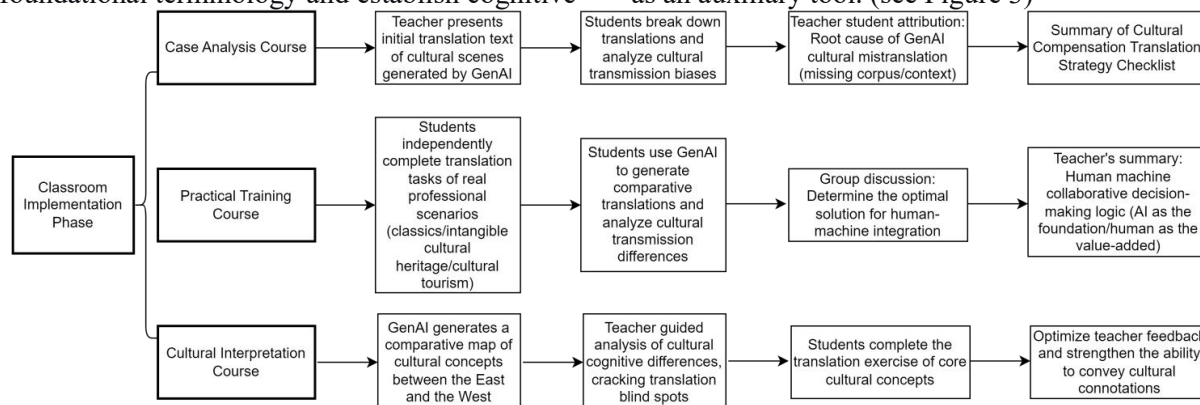 foundational terminology and establish cognitive as an auxiliary tool. (see Figure 3)
Case Analysis Course
Teacher presents
initial translation text
of cultural scenes
generated by GenAI
Students break down
translations and
analyze cultural
transmission biases
Teacher student attribution:
Root cause of GenAI
cultural mistranslation
(missing corpus/context)
Summary of Cultural
Compensation Translation
Strategy Checklist
Classroom
Implementation
Phase
Practical Training
Course
Students
independently
complete translation
tasks of real
professional
scenarios
(classics/intangible
cultural
heritage/cultural
tourism)
Students use GenAI
to generate
comparative
translations and
analyze cultural
transmission
differences
Group discussion:
Determine the optimal
solution for human-
machine integration
Teacher's summary:
Human machine
collaborative decision-
making logic (AI as the
foundation/human as the
value-added)
Cultural Interpretation
Course
GenAI generates a
comparative map of
cultural concepts
between the East
and the West
Teacher guided
analysis of cultural
cognitive differences,
cracking translation
blind spots
Students complete the
translation exercise of core
cultural concepts
Optimize teacher feedback
and strengthen the ability
to convey cultural
connotations